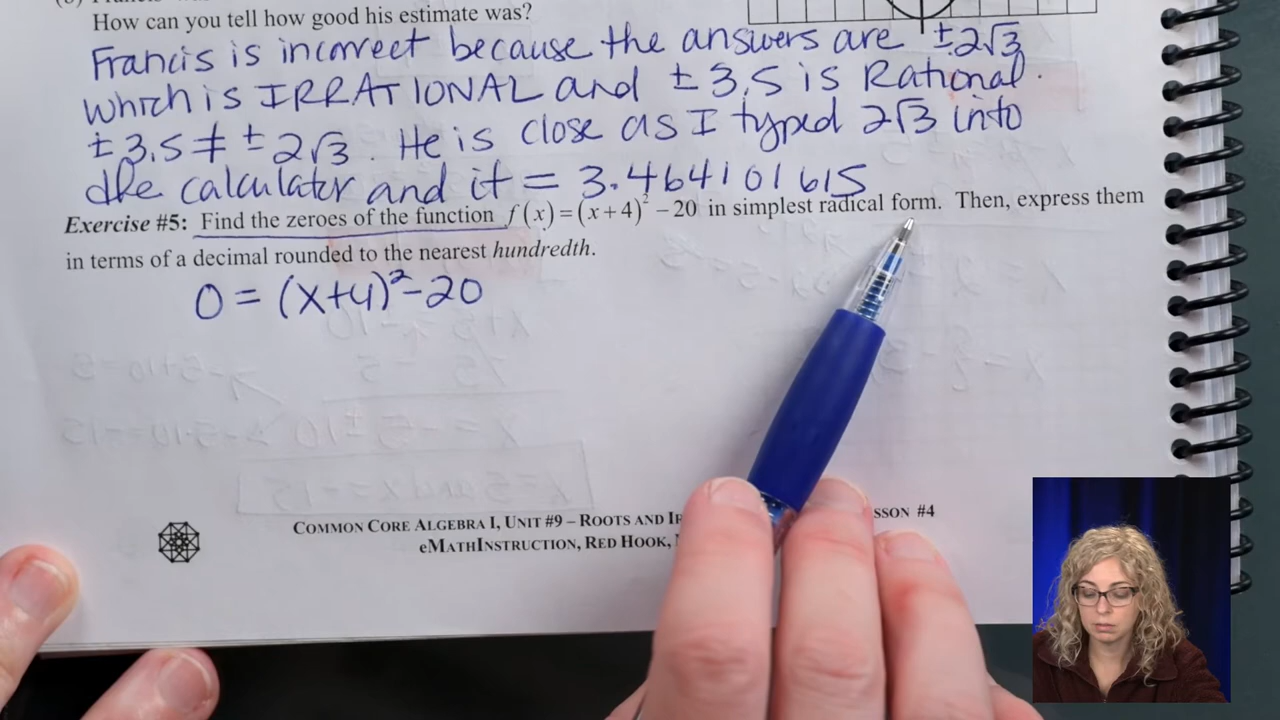 How can you tell how good his estimate was?
Francis is incorrect because the answers are ±2√3
which is IRRATIONAL and ±3.5 is Rational.
±3.5 ≠ ±2√3. He is close as I typed 2√3 into
the calculater and it = 3.464101615
Exercise #5: Find the zeroes of the function f(x)=(x+4)²−20 in simplest radical form. Then, express them
in terms of a decimal rounded to the nearest hundredth.
0 = (x+4)²-20
COMMON CORE ALGEBRA I, UNIT #9 – ROOTS AND #4
EMATHINSTRUCTION, RED HOOK,